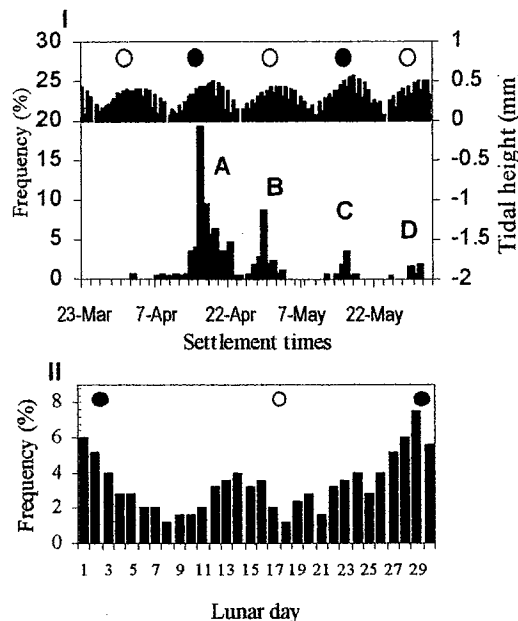 I
30
25
20
15
10
5
0
Frequency (%)
1
0.5
0
-0.5
-1
-1.5
-2
Tidal height (mm
A
B
C
D
23-Mar 7-Apr 22-Apr 7-May 22-May
Settlement times
II
8
6
4
2
0
Frequency (%)
1 3 5 7 9 11 13 15 17 19 21 23 25 27 29
Lunar day